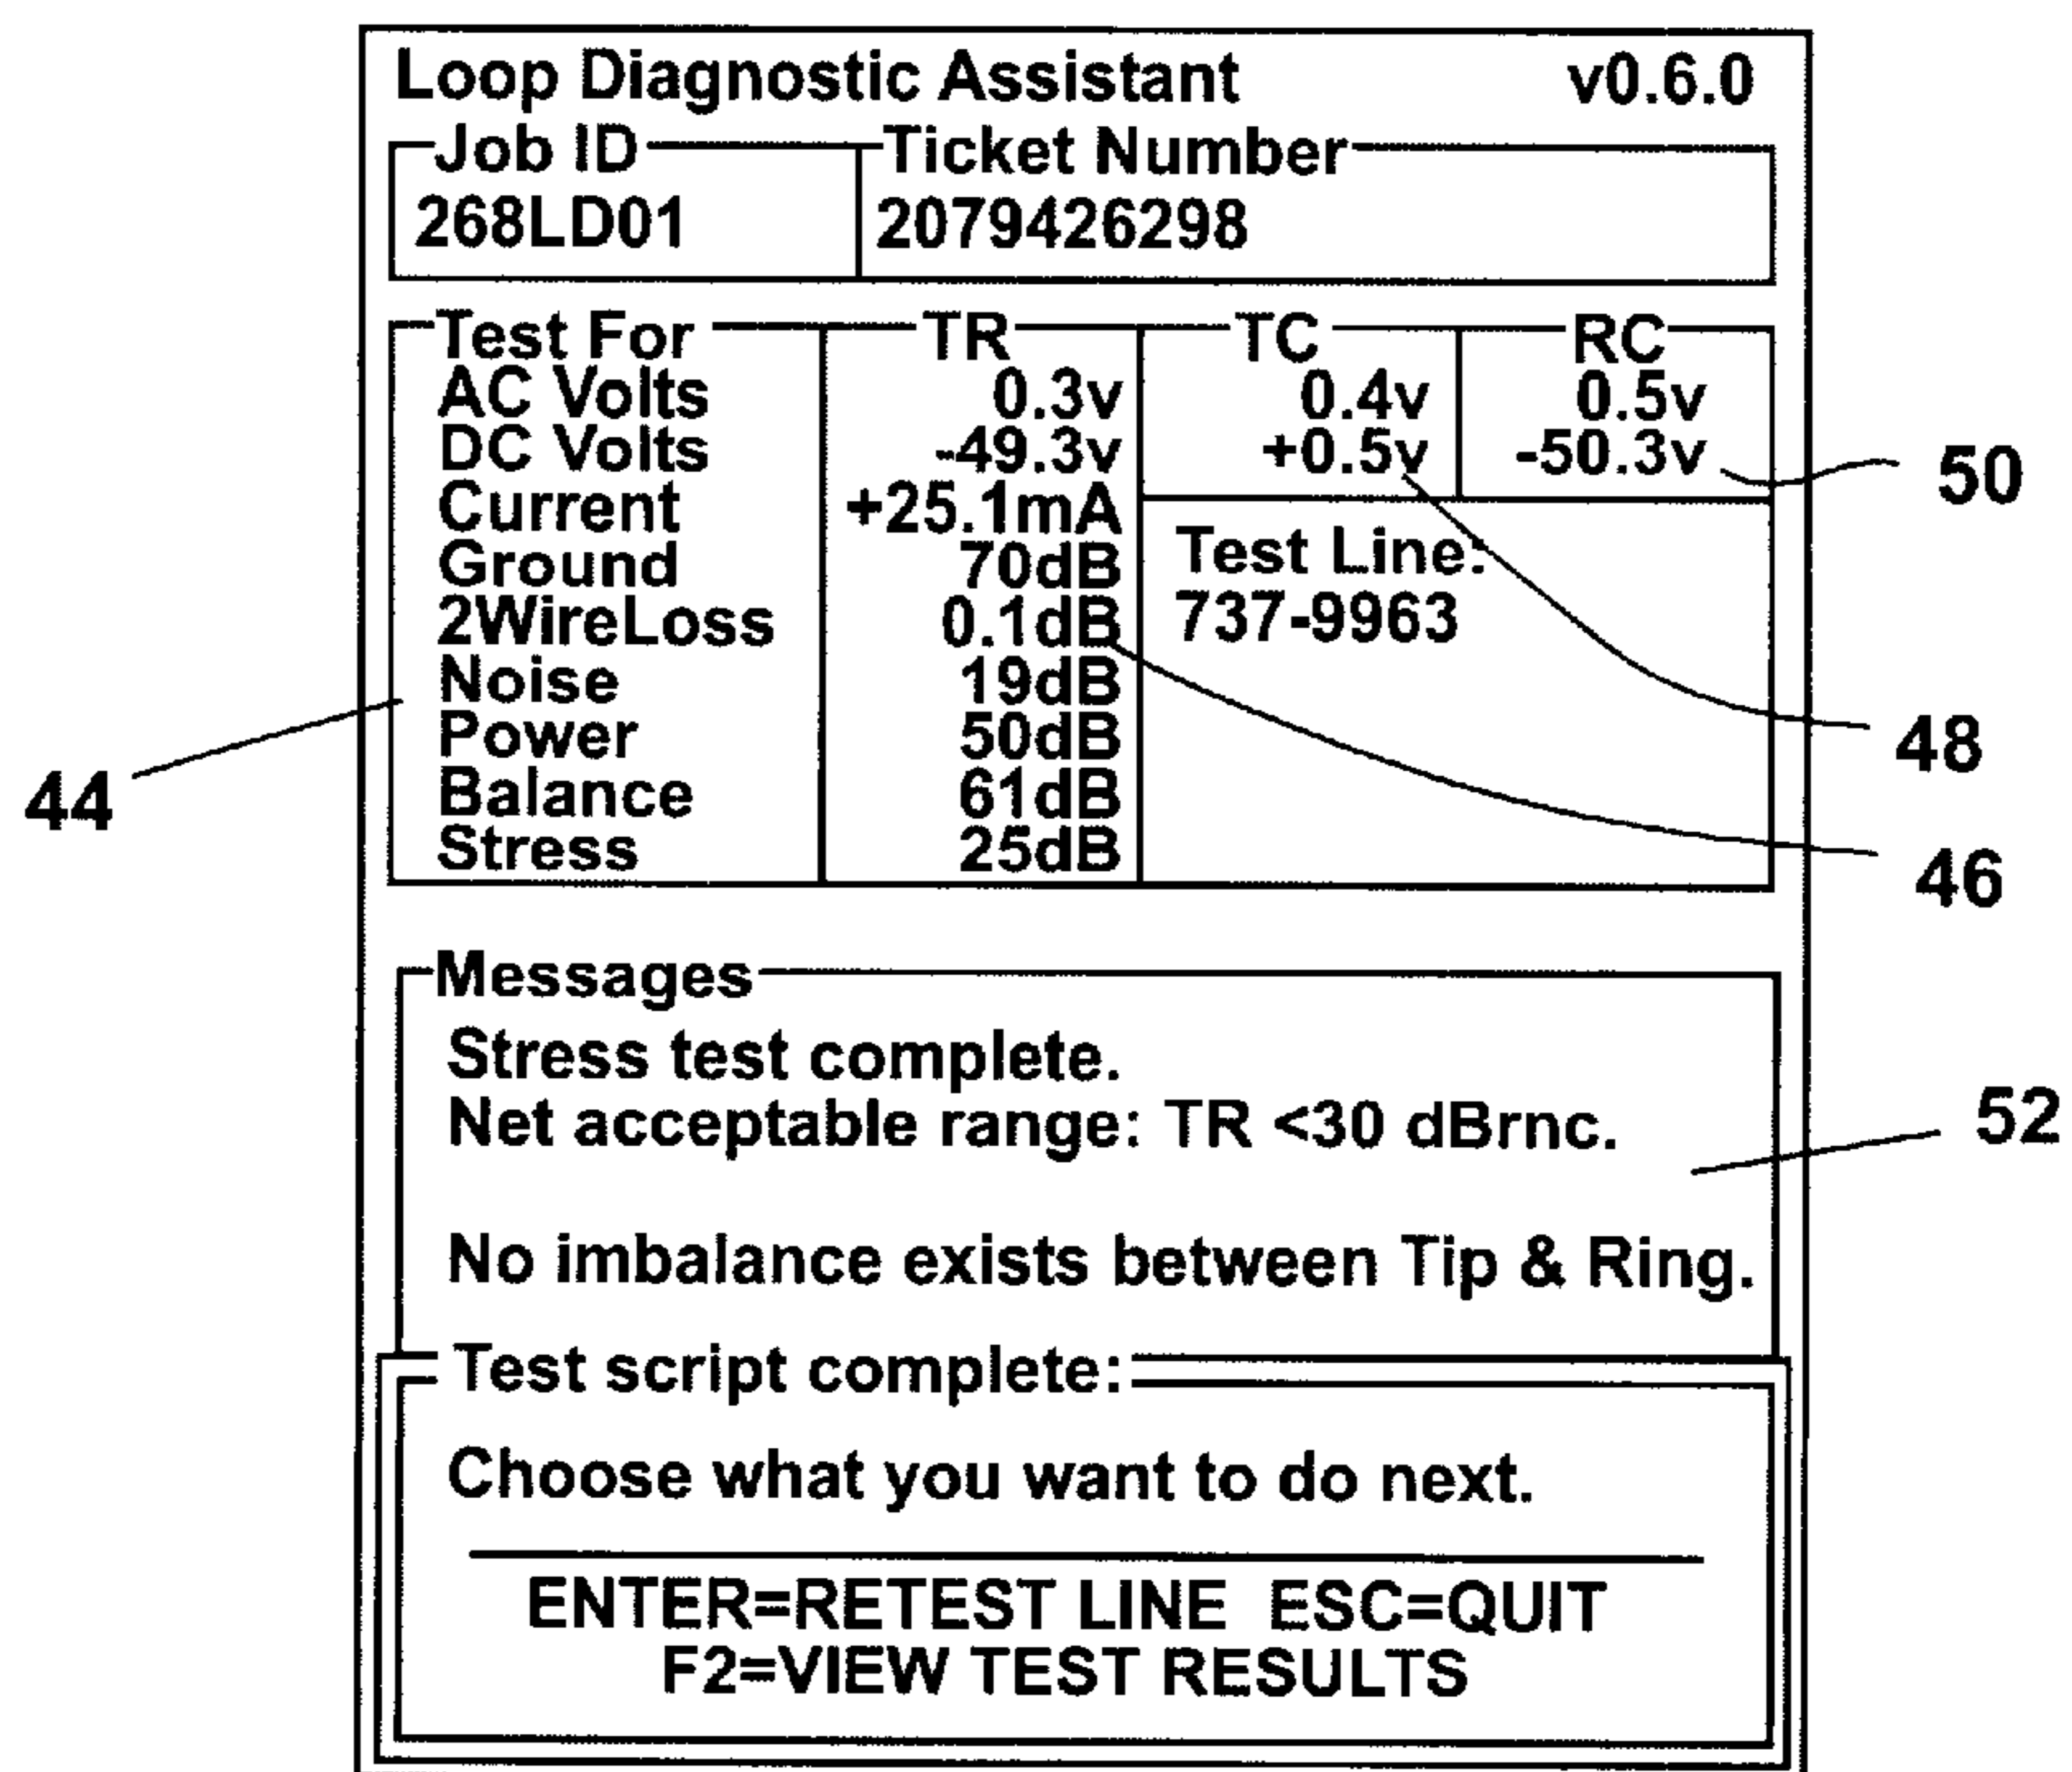 Loop Diagnostic Assistant v0.6.0
Job ID Ticket Number
268LD01 2079426298
Test For TR TC RC
AC Volts 0.3v 0.4v 0.5v
DC Volts -49.3v +0.5v -50.3v 50
Current +25.1mA
Test Line:
Ground 70dB
2WireLoss 0.1dB 737-9963
Noise 19dB
Power 50dB 48
Balance 61dB 44
Stress 25dB 46
Messages
Stress test complete.
Net acceptable range: TR <30 dBrnc. 52
No imbalance exists between Tip & Ring.
Test script complete:
Choose what you want to do next.
ENTER=RETEST LINE ESC=QUIT
F2=VIEW TEST RESULTS